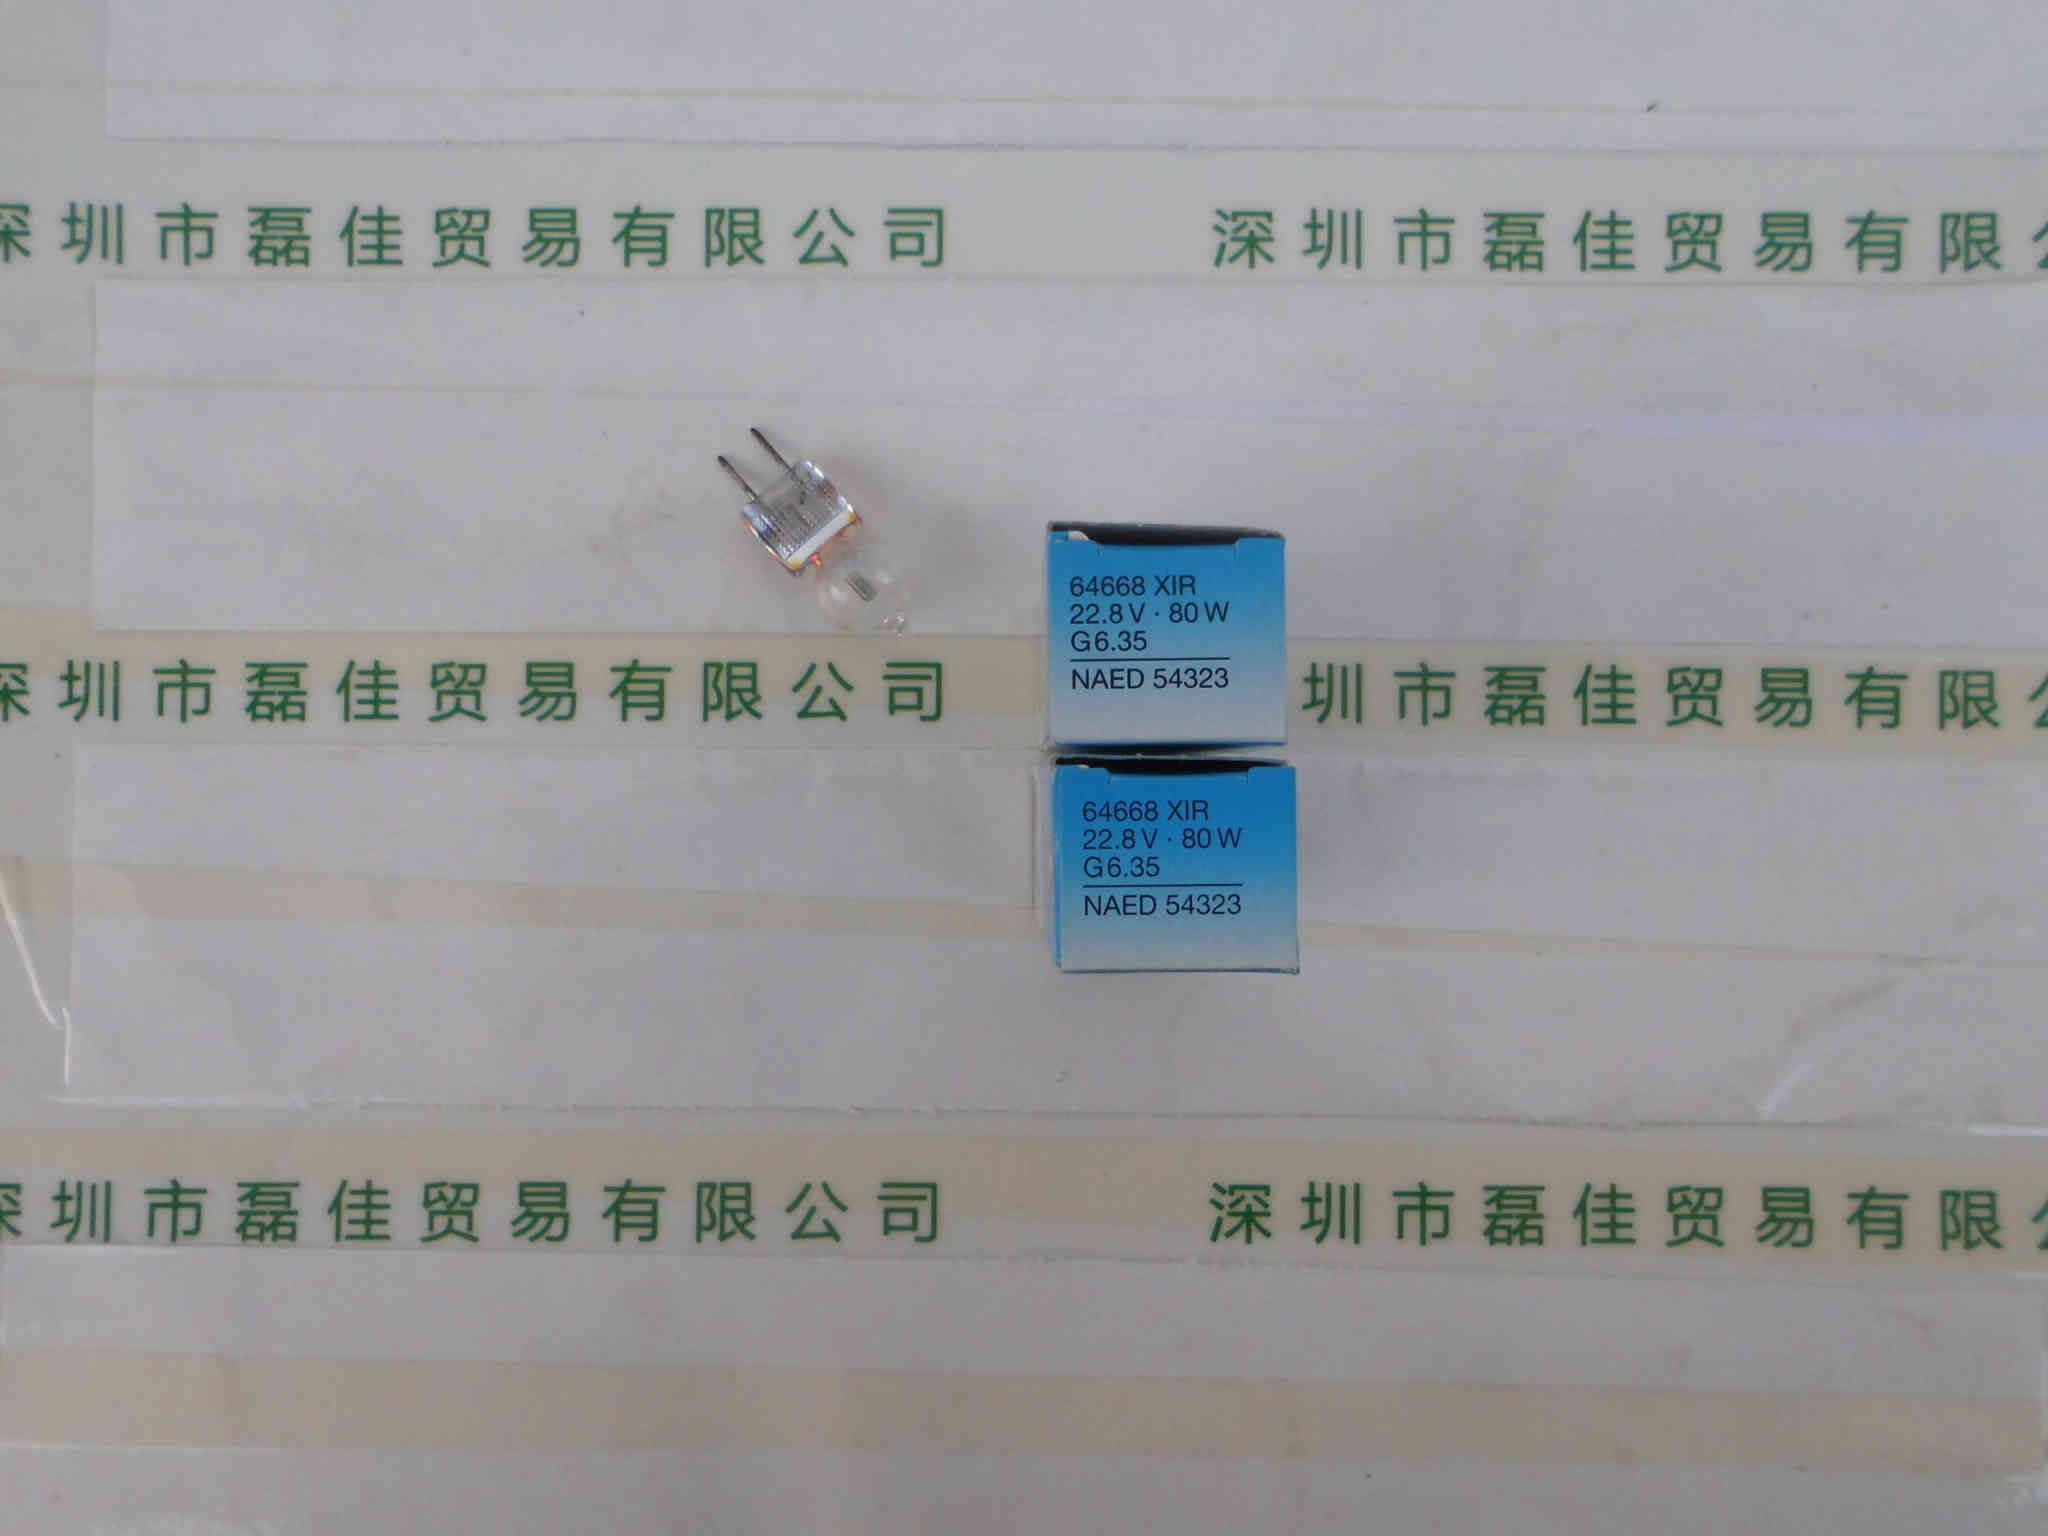 深圳市磊佳贸易有限公司 深圳市磊佳贸易有限
64668 XIR
22.8 V · 80 W
G6.35
NAED 54323
深圳市磊佳贸易有限公司 圳市磊佳贸易有限
64668 XIR
22.8 V · 80 W
G6.35
NAED 54323
深圳市磊佳贸易有限公司 深圳市磊佳贸易有限